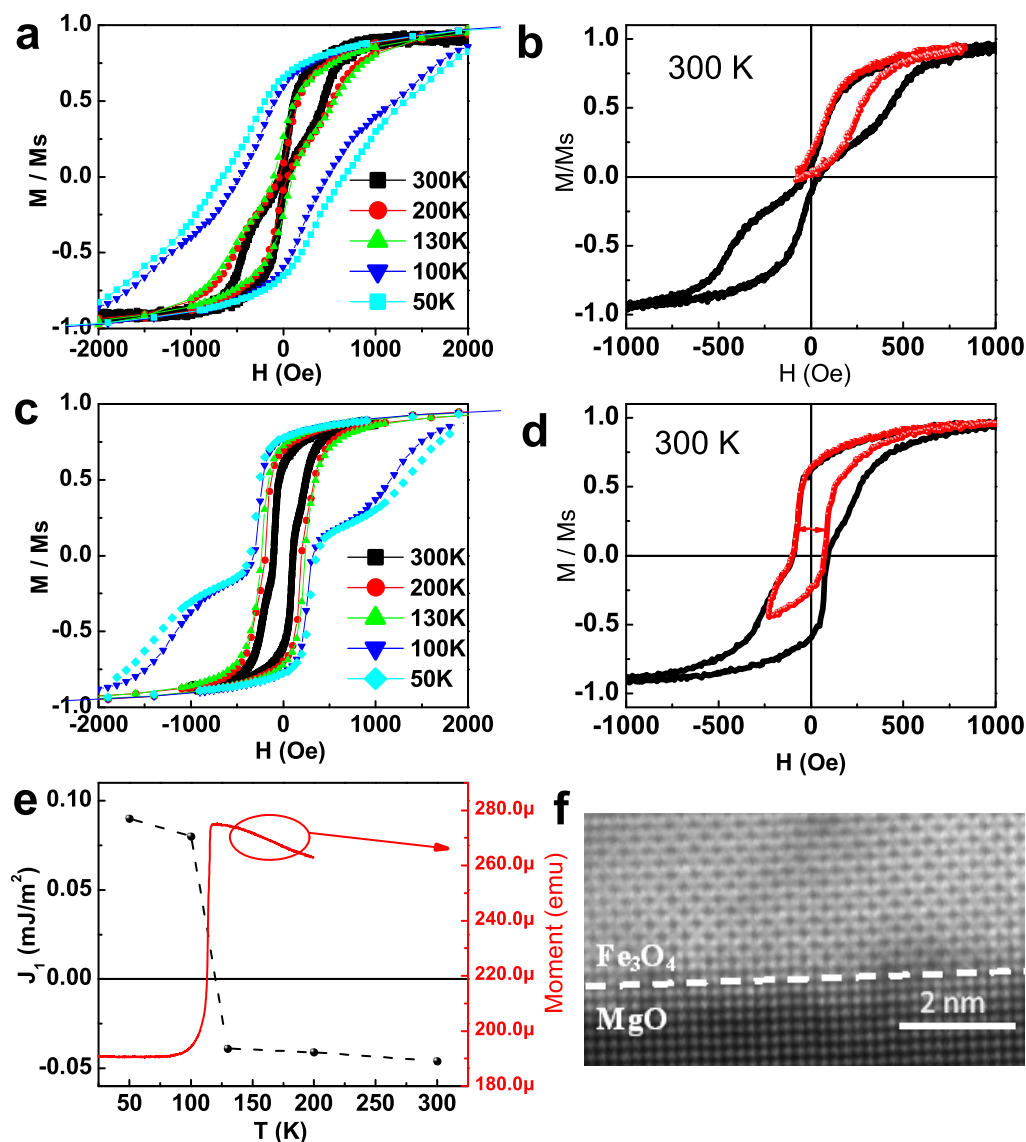 a
M / Ms
1.0
0.5
0.0
-0.5
-1.0
300K
200K
130K
100K
50K
-2000 -1000 0 1000 2000
H (Oe)
b
300 K
M/Ms
1.0
0.5
0.0
-0.5
-1.0
-1000 -500 0 500 1000
H (Oe)
c
M / Ms
1.0
0.5
0.0
-0.5
-1.0
300K
200K
130K
100K
50K
-2000 -1000 0 1000 2000
H (Oe)
d
300 K
M / Ms
1.0
0.5
0.0
-0.5
-1.0
-1000 -500 0 500 1000
H (Oe)
e
J1 (mJ/m²)
0.10
0.05
0.00
-0.05
50 100 150 200 250 300
T (K)
280.0µ
260.0µ
240.0µ
220.0µ
200.0µ
180.0µ
Moment (emu)
f
Fe₃O₄
MgO
2 nm